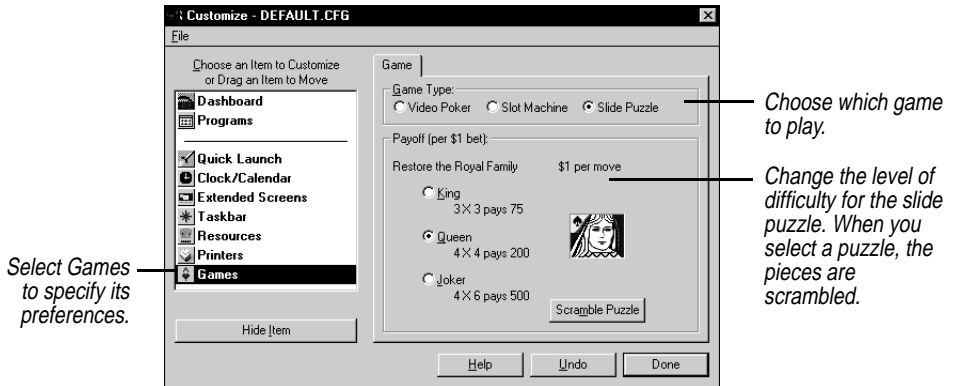 Customize - DEFAULT.CFG
File
Choose an Item to Customize
or Drag an Item to Move
Dashboard
Programs
Quick Launch
Clock/Calendar
Extended Screens
Taskbar
Resources
Printers
Games
Hide Item
Game
Game Type:
Video Poker Slot Machine Slide Puzzle
Payoff (per $1 bet):
Restore the Royal Family $1 per move
King
3 X 3 pays 75
Queen
4 X 4 pays 200
Joker
4 X 6 pays 500
Scramble Puzzle
Help Undo Done
Select Games
to specify its
preferences.
Choose which game
to play.
Change the level of
difficulty for the slide
puzzle. When you
select a puzzle, the
pieces are
scrambled.